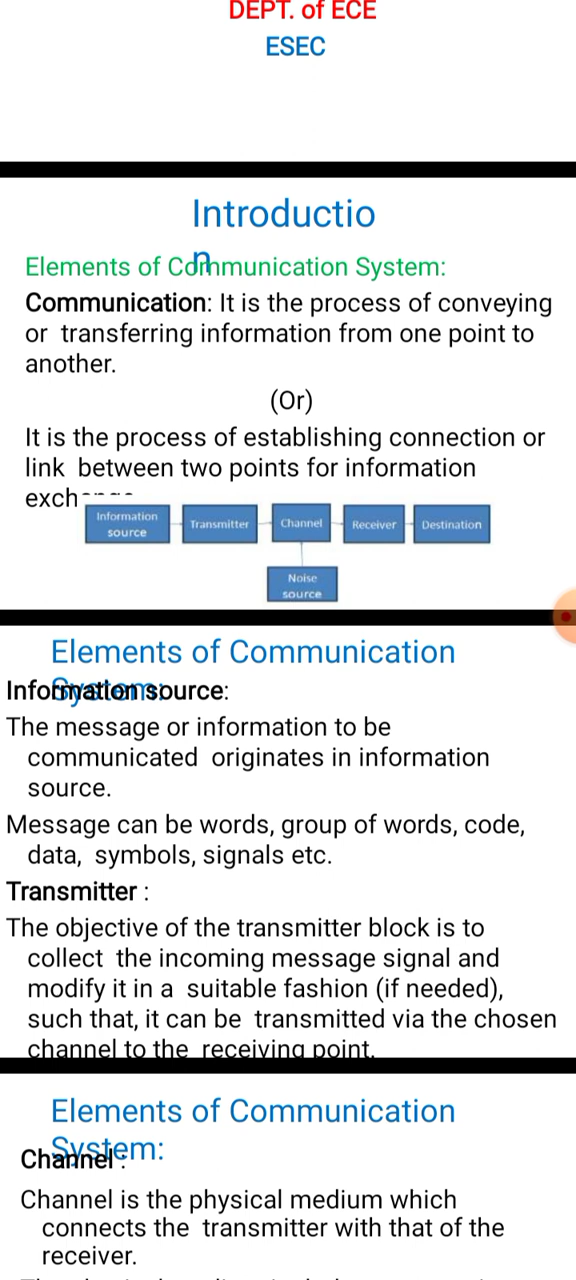 DEPT. of ECE
ESEC
Introductio
n
Elements of Communication System:
Communication: It is the process of conveying
or transferring information from one point to
another.
(Or)
It is the process of establishing connection or
link between two points for information
exch
Information
source
Transmitter
Channel
Receiver
Destination
Noise
source
Elements of Communication
System:
Information source:
The message or information to be
communicated originates in information
source.
Message can be words, group of words, code,
data, symbols, signals etc.
Transmitter :
The objective of the transmitter block is to
collect the incoming message signal and
modify it in a suitable fashion (if needed),
such that, it can be transmitted via the chosen
channel to the receiving point.
Elements of Communication
System:
Channel :
Channel is the physical medium which
connects the transmitter with that of the
receiver.